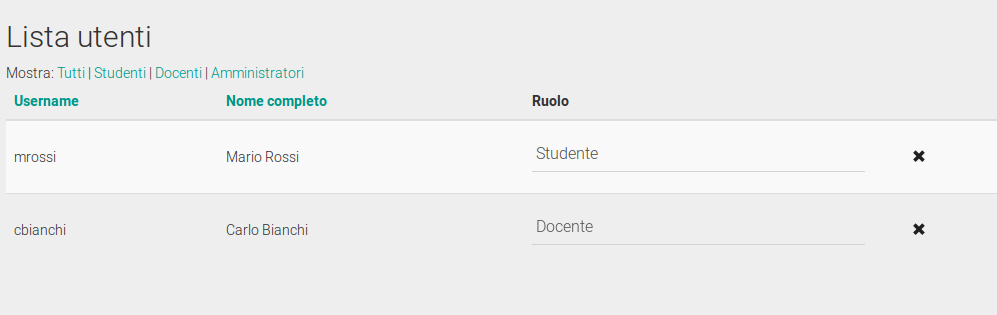 Lista utenti
Mostra: Tutti | Studenti | Docenti | Amministratori
Username Nome completo Ruolo
mrossi Mario Rossi Studente
cbianchi Carlo Bianchi Docente